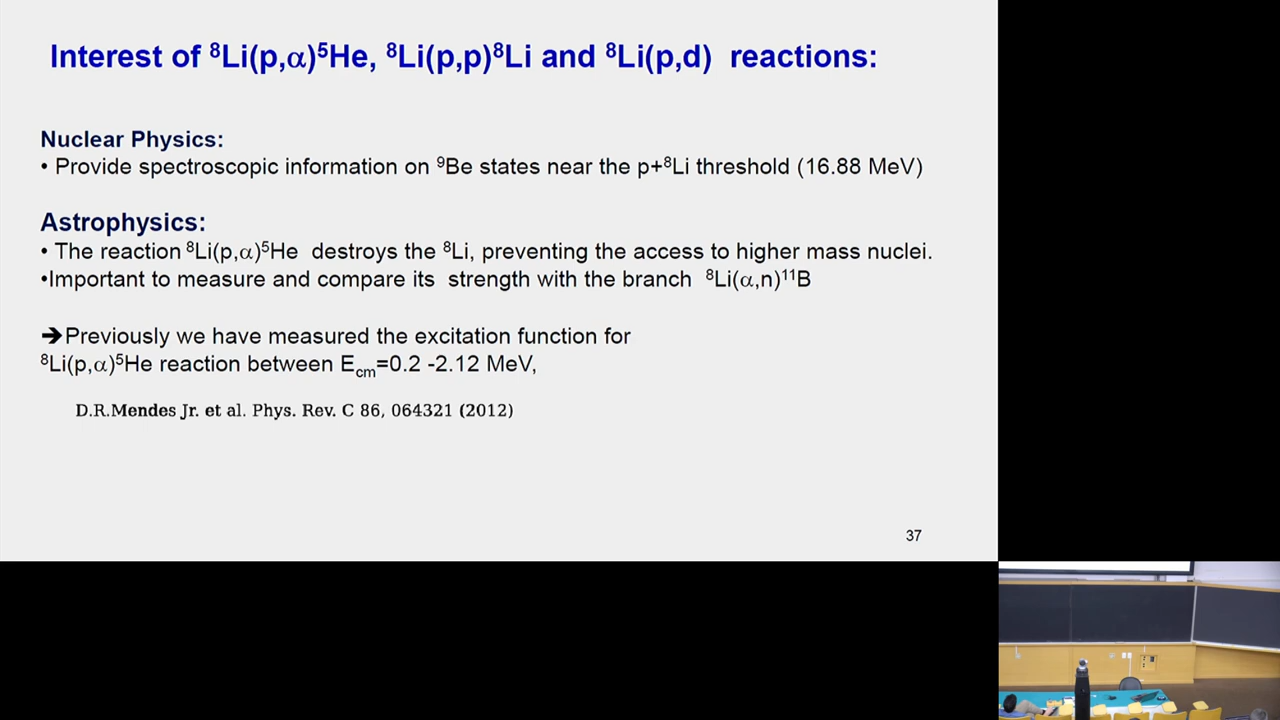 Interest of ⁸Li(p,α)⁵He, ⁸Li(p,p)⁸Li and ⁸Li(p,d) reactions:
Nuclear Physics:
• Provide spectroscopic information on ⁹Be states near the p+⁸Li threshold (16.88 MeV)
Astrophysics:
• The reaction ⁸Li(p,α)⁵He destroys the ⁸Li, preventing the access to higher mass nuclei.
•Important to measure and compare its strength with the branch ⁸Li(α,n)¹¹B
➔Previously we have measured the excitation function for
⁸Li(p,α)⁵He reaction between E_cm=0.2 -2.12 MeV,
D.R.Mendes Jr. et al. Phys. Rev. C 86, 064321 (2012)
37